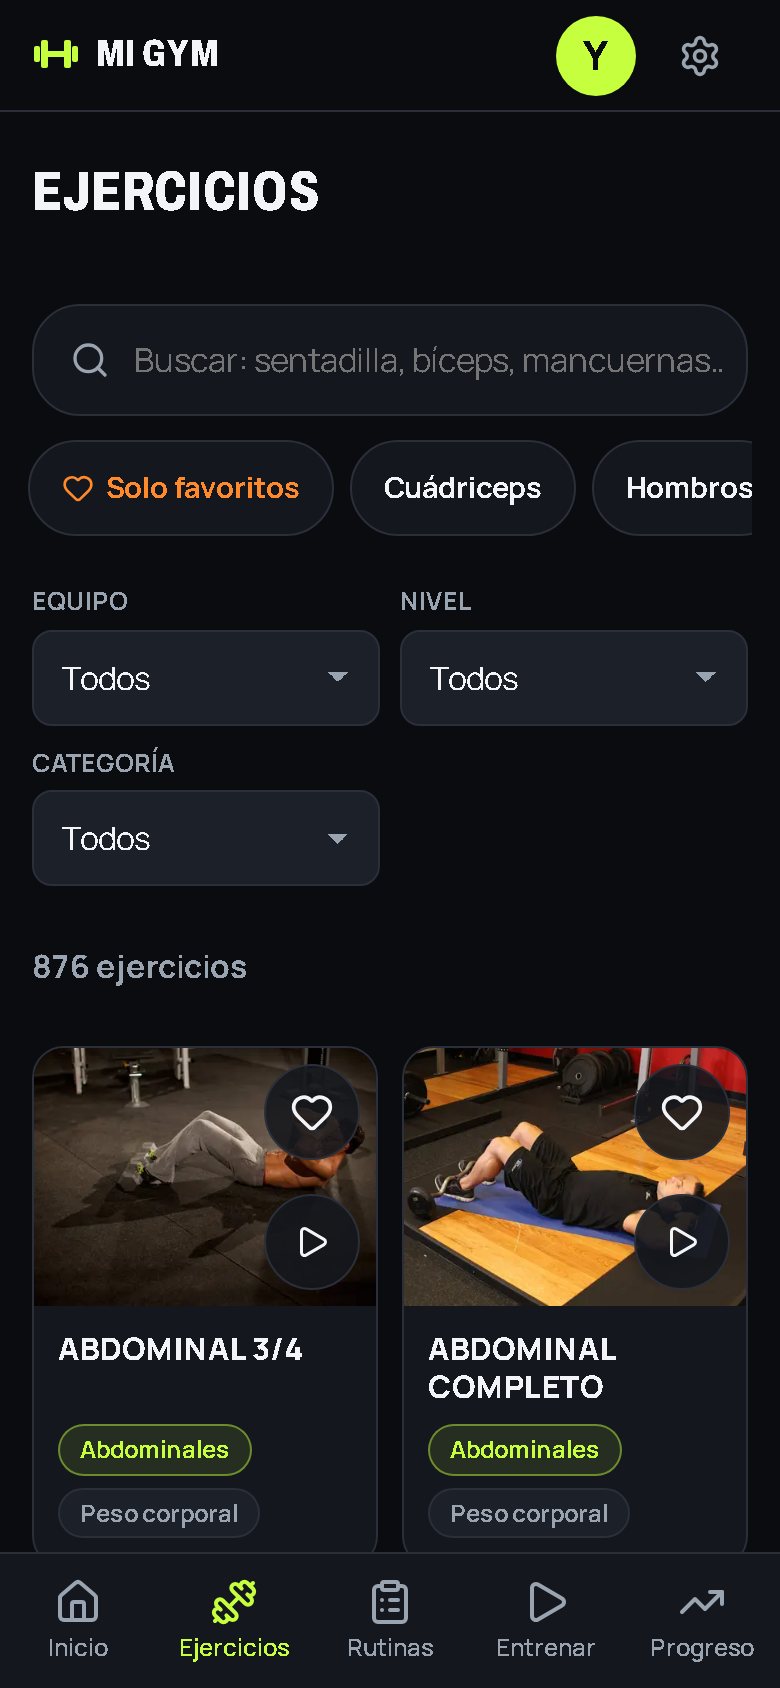 MI GYM
Y
EJERCICIOS
Buscar: sentadilla, bíceps, mancuernas..
Solo favoritos
Cuádriceps
Hombros
EQUIPO
NIVEL
Todos
Todos
CATEGORÍA
Todos
876 ejercicios
ABDOMINAL 3/4
ABDOMINAL
COMPLETO
Abdominales
Abdominales
Peso corporal
Peso corporal
Inicio
Ejercicios
Rutinas
Entrenar
Progreso